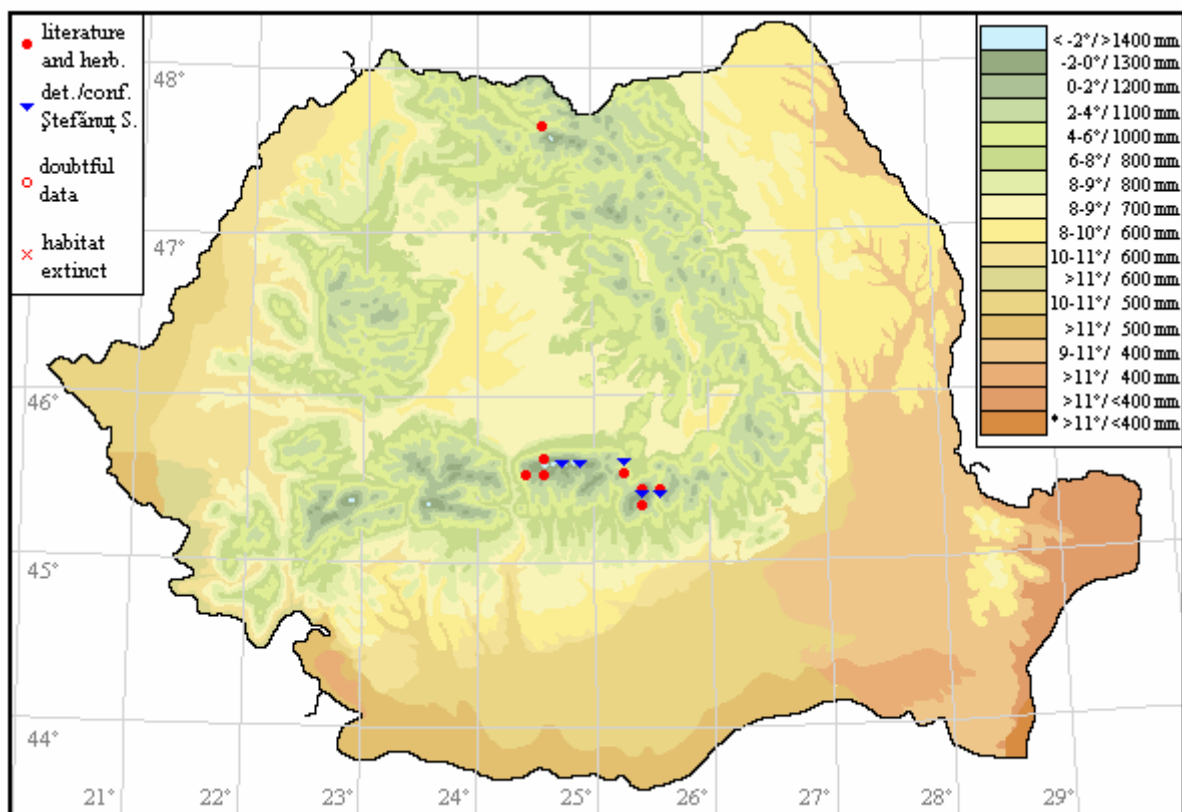 literature
and herb.
det./conf.
Ştefănuţ S.
doubtful
data
habitat
extinct
< -2°/>1400 mm
-2-0°/ 1300 mm
0-2°/ 1200 mm
2-4°/ 1100 mm
4-6°/ 1000 mm
6-8°/ 800 mm
8-9°/ 800 mm
8-9°/ 700 mm
8-10°/ 600 mm
10-11°/ 600 mm
>11°/ 600 mm
10-11°/ 500 mm
>11°/ 500 mm
9-11°/ 400 mm
>11°/ 400 mm
>11°/ <400 mm
* >11°/ <400 mm
48°
47°
46°
45°
44°
21°
22°
23°
24°
25°
26°
27°
28°
29°